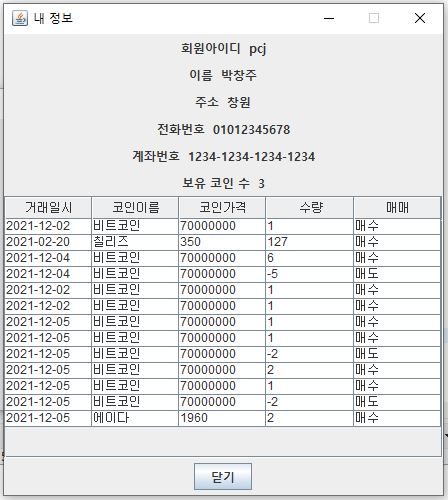 내 정보
회원아이디 pcj
이름 박창주
주소 창원
전화번호 01012345678
계좌번호 1234-1234-1234-1234
보유 코인 수 3
거래일시 코인이름 코인가격 수량 매매
2021-12-02 비트코인 70000000 1 매수
2021-02-20 칠리즈 350 127 매수
2021-12-04 비트코인 70000000 6 매수
2021-12-04 비트코인 70000000 -5 매도
2021-12-02 비트코인 70000000 1 매수
2021-12-02 비트코인 70000000 1 매수
2021-12-05 비트코인 70000000 1 매수
2021-12-05 비트코인 70000000 1 매수
2021-12-05 비트코인 70000000 -2 매도
2021-12-05 비트코인 70000000 2 매수
2021-12-05 비트코인 70000000 1 매수
2021-12-05 비트코인 70000000 -2 매도
2021-12-05 에이다 1960 2 매수
닫기